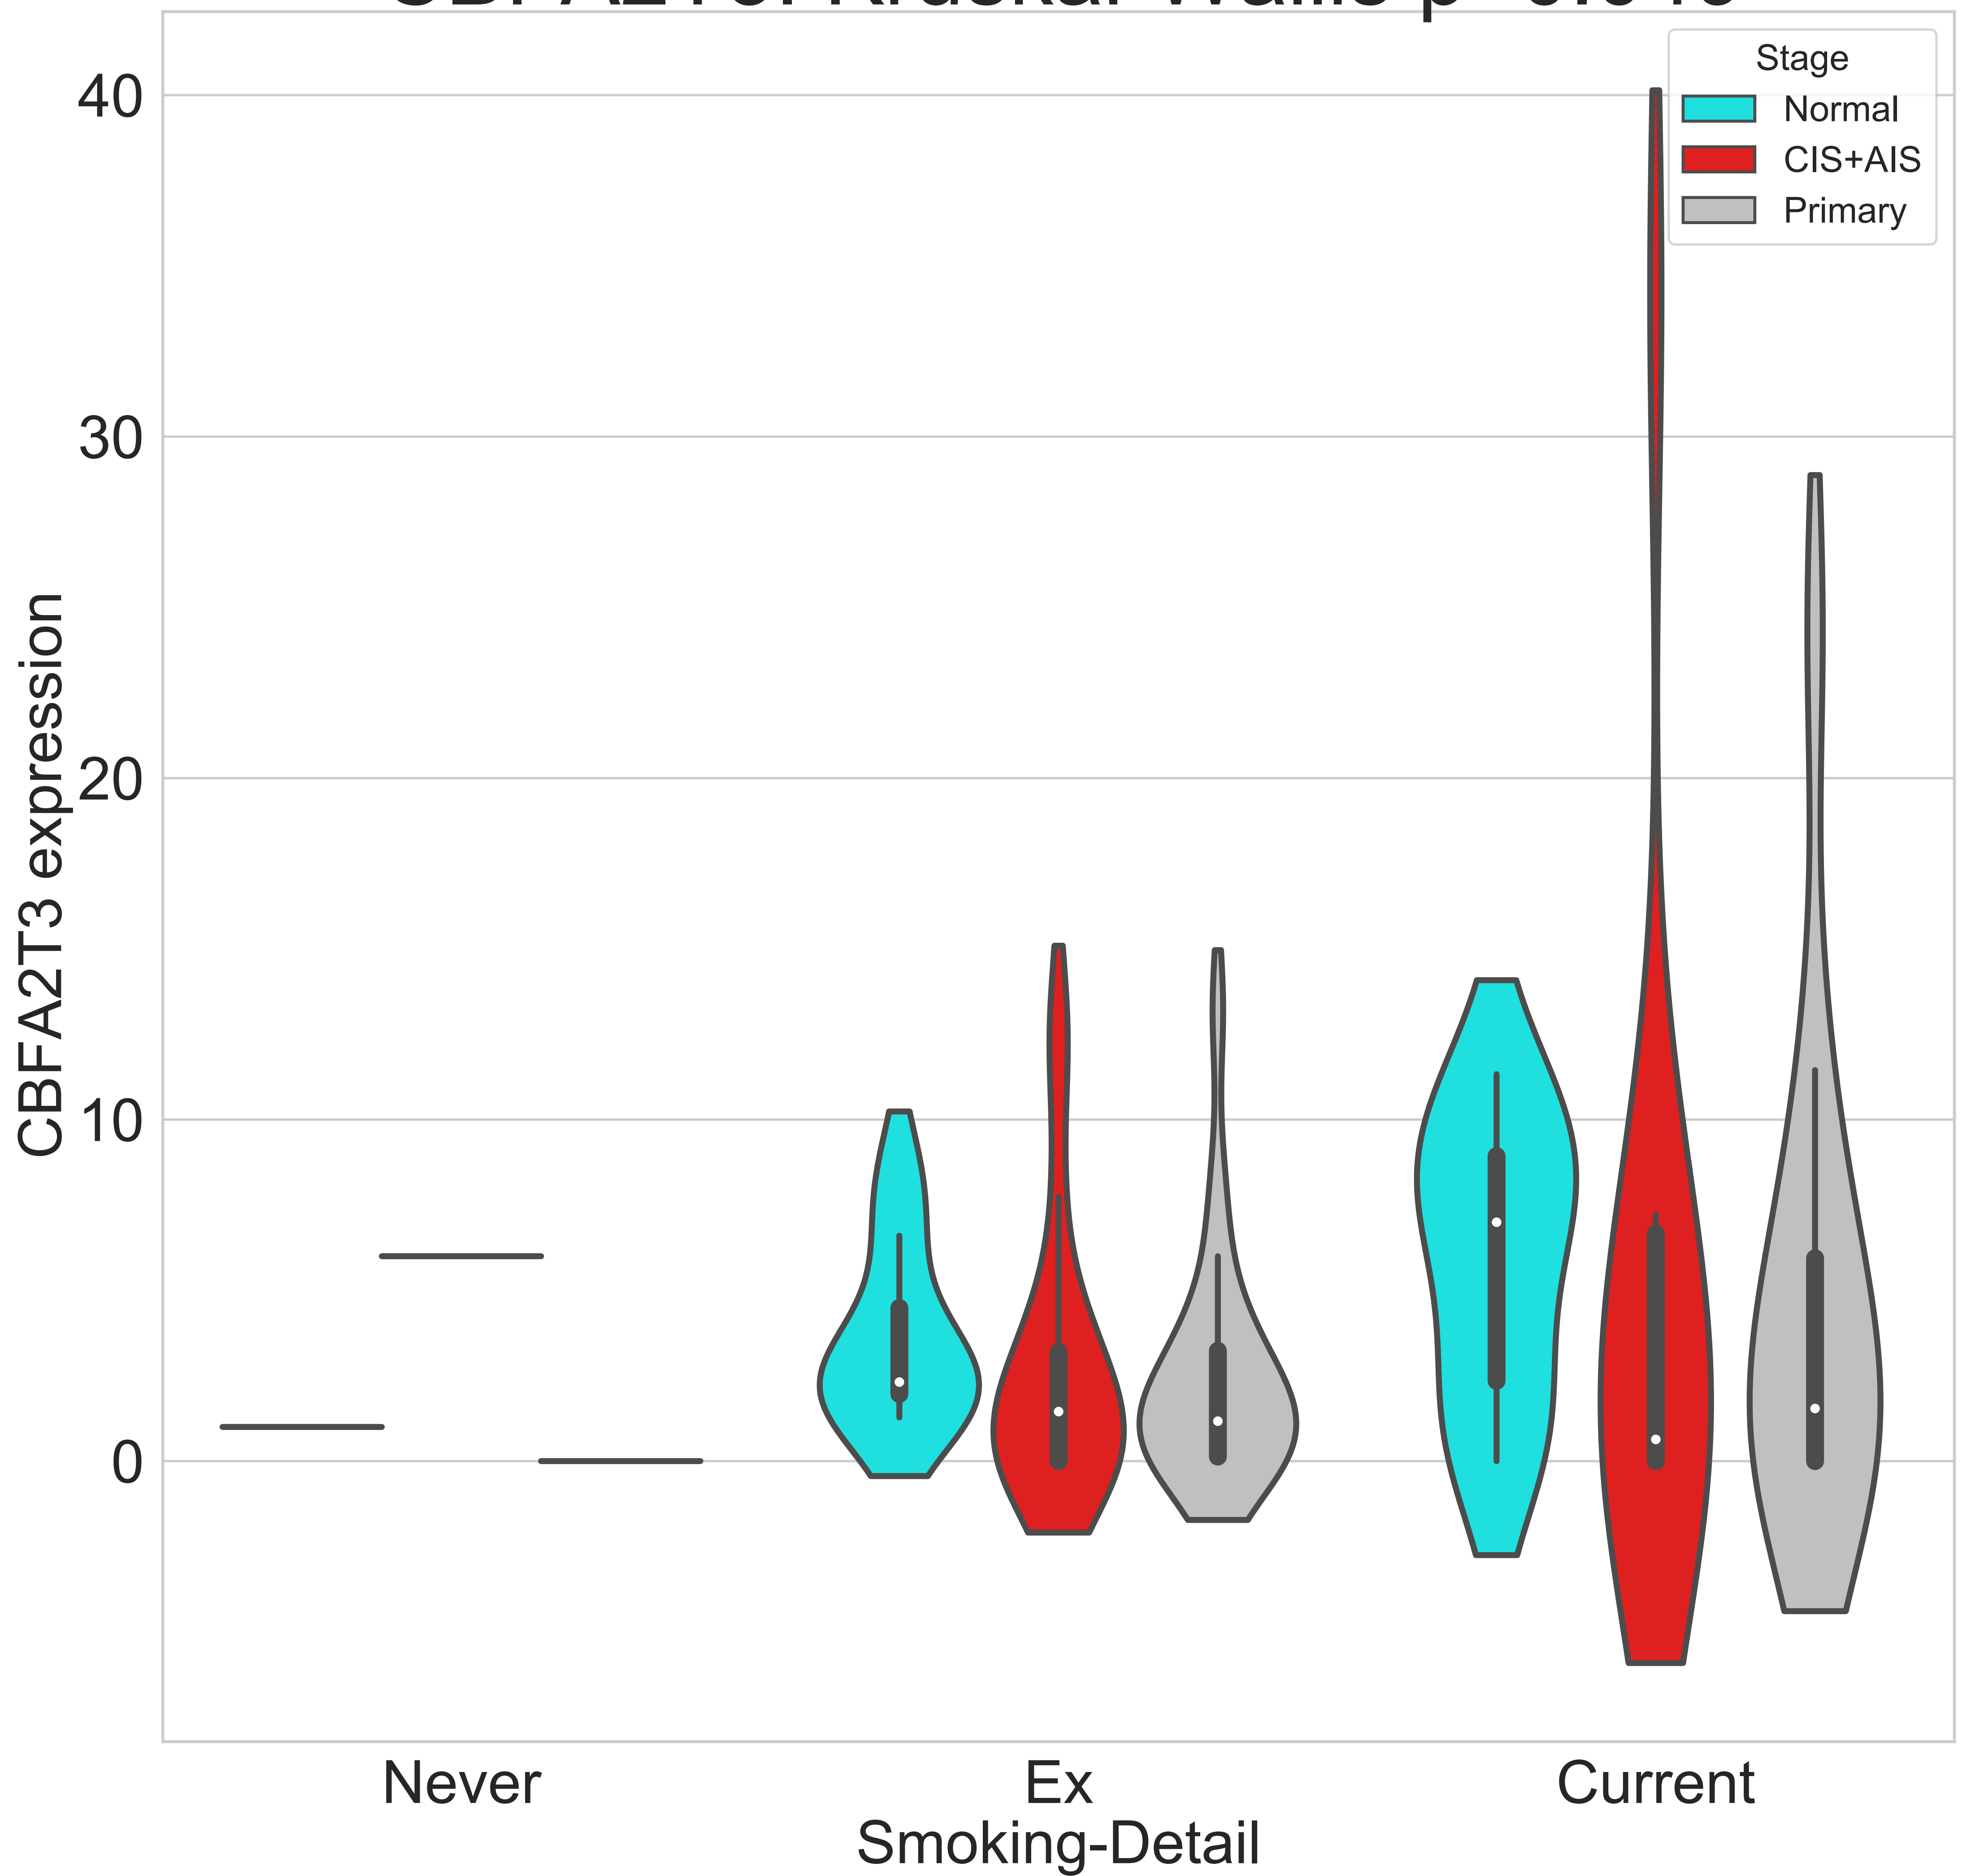 Stage
Normal
CIS+AIS
Primary
40
30
20
10
0
CBFA2T3 expression
Never
Ex
Current
Smoking-Detail